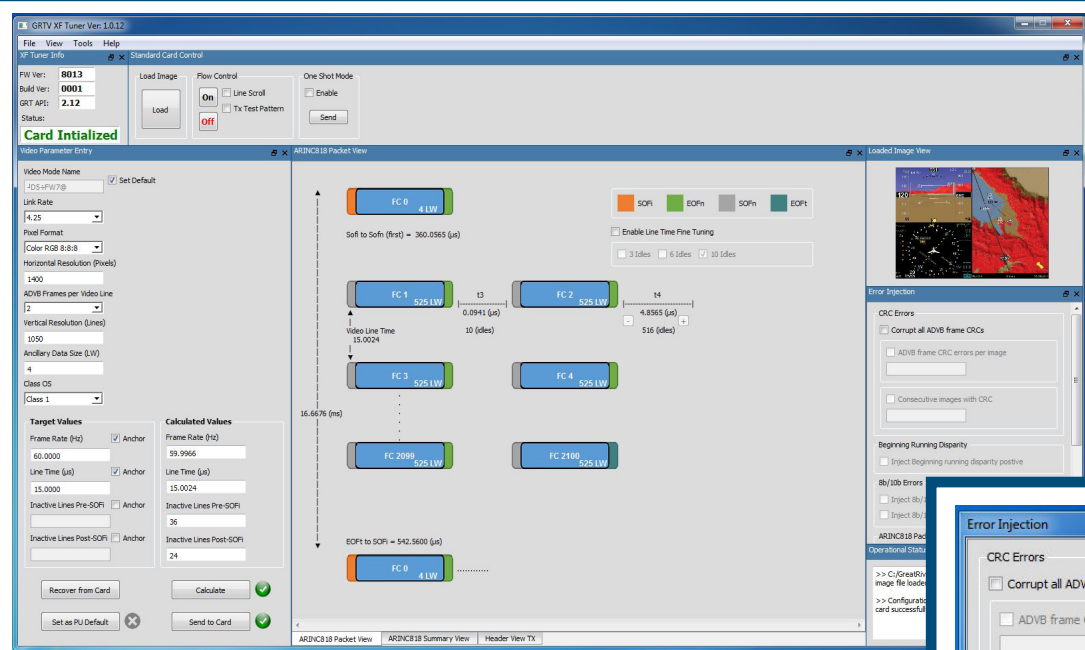 GRTV XF Tuner Ver: 1.0.12
File View Tools Help
XF Tuner Info
FW Ver: 8013
Build Ver: 0001
GRT API: 2.12
Status:
Card Intialized
Standard Card Control
Load Image
Load
Flow Control
On
Line Scroll
Off
Tx Test Pattern
One Shot Mode
Enable
Send
Video Parameter Entry
Video Mode Name
Set Default
Link Rate
4.25
Pixel Format
Color RGB 8:8:8
Horizontal Resolution (Pixels)
1400
ADVB Frames per Video Line
2
Vertical Resolution (Lines)
1050
Ancillary Data Size (LW)
4
Class OS
Class 1
Target Values
Frame Rate (Hz) Anchor
60.0000
Line Time (µs) Anchor
15.0000
Inactive Lines Pre-SOFi Anchor
Inactive Lines Post-SOFi Anchor
Calculated Values
Frame Rate (Hz)
59.9966
Line Time (µs)
15.0024
Inactive Lines Pre-SOFi
36
Inactive Lines Post-SOFi
24
Recover from Card
Calculate
Set as PU Default
Send to Card
ARINC818 Packet View
FC 0
4 LW
SOFi EOFn SOFn EOFt
Sofi to Sofn (first) = 360.0565 (µs)
Enable Line Time Fine Tuning
3 Idles 6 Idles 10 Idles
FC 1
525 LW
t3
0.0941 (µs)
10 (idles)
FC 2
525 LW
t4
4.8565 (µs)
- +
516 (idles)
Video Line Time
15.0024
FC 3
525 LW
FC 4
525 LW
16.6676 (ms)
FC 2099
525 LW
FC 2100
525 LW
EOFt to SOFi = 542.5600 (µs)
FC 0
4 LW
............
ARINC818 Packet View
ARINC818 Summary View
Header View TX
Loaded Image View
120
Error Injection
CRC Errors
Corrupt all ADVB frame CRCs
ADVB frame CRC errors per image
Consecutive images with CRC
Beginning Running Disparity
Inject Beginning running disparity postive
8b/10b Errors
Inject 8b/1
Inject 8b/
ARINC818 Pac
Operational Statu
>> C:/GreatRiv
image file loade
>> Configuratio
card successful
Error Injection
CRC Errors
Corrupt all ADV
ADVB frame